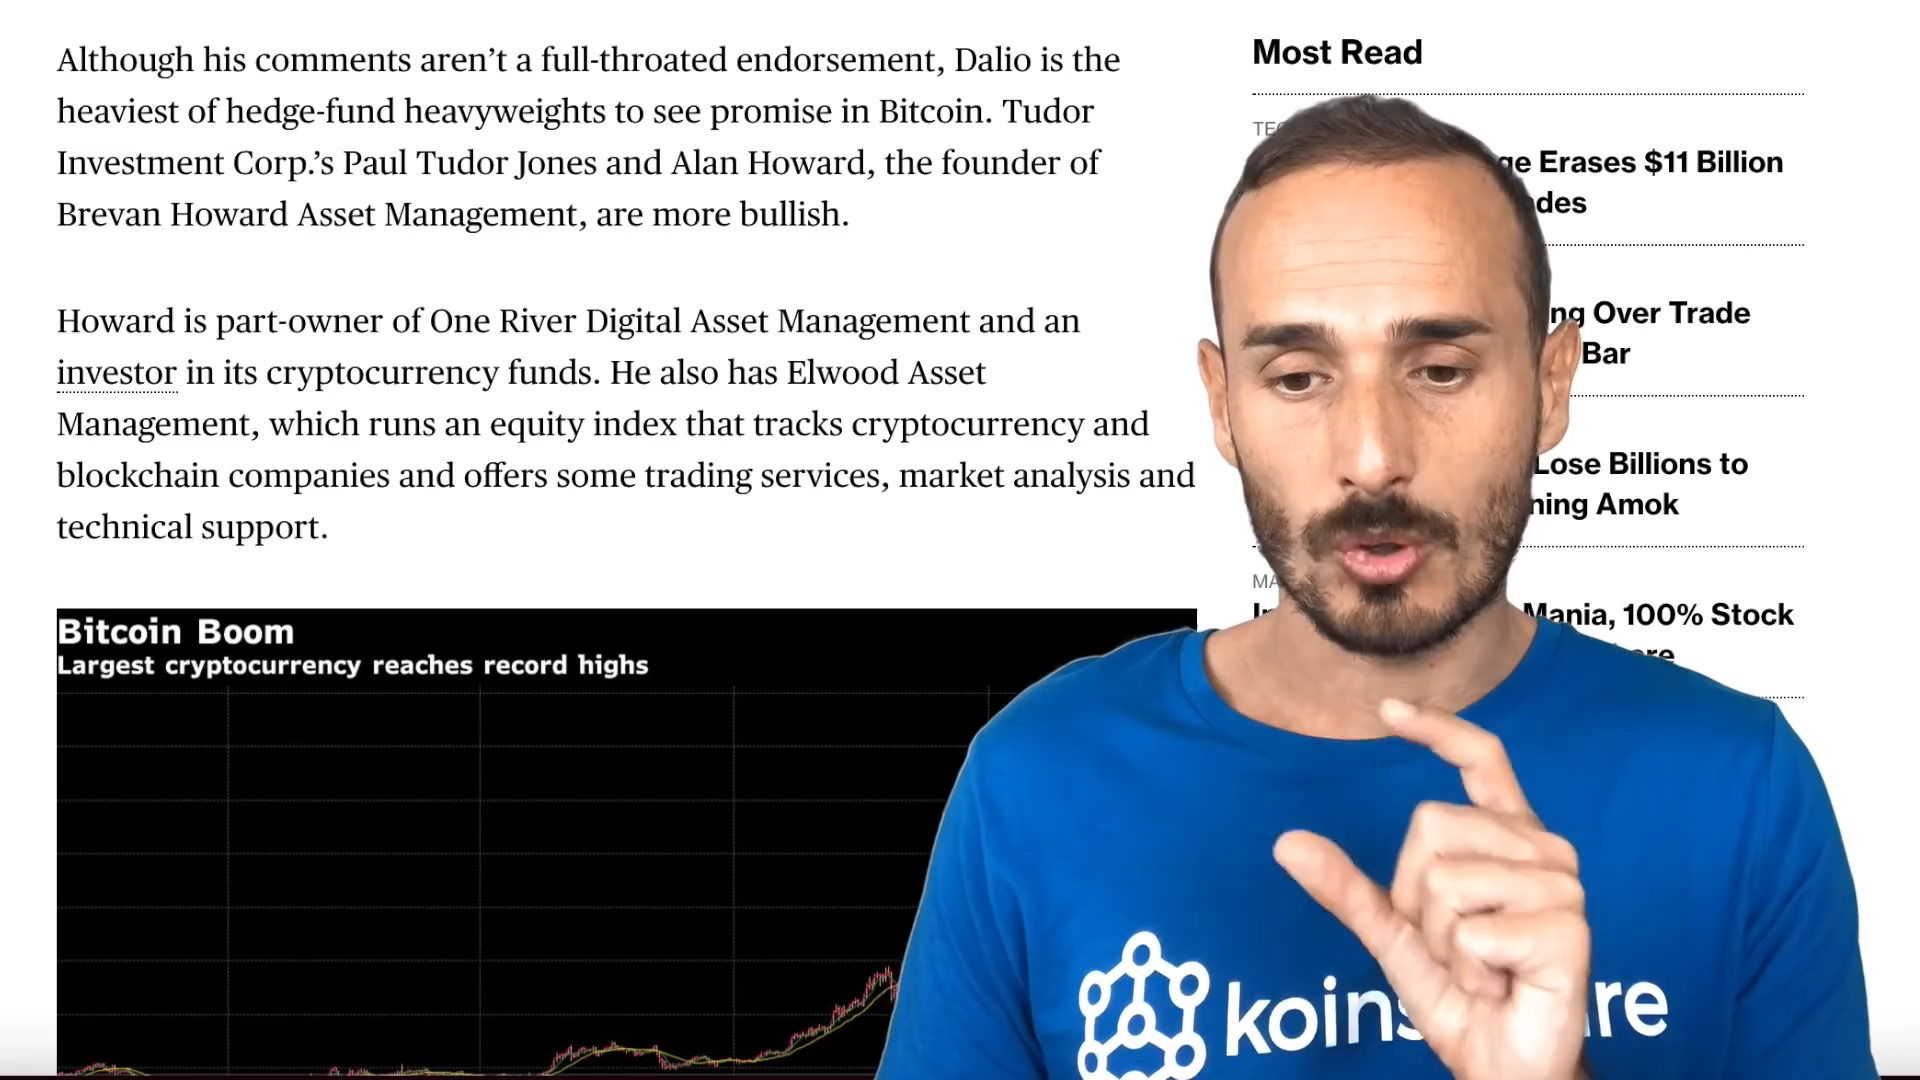 Although his comments aren’t a full-throated endorsement, Dalio is the
heaviest of hedge-fund heavyweights to see promise in Bitcoin. Tudor
Investment Corp.’s Paul Tudor Jones and Alan Howard, the founder of
Brevan Howard Asset Management, are more bullish.
Howard is part-owner of One River Digital Asset Management and an
investor in its cryptocurrency funds. He also has Elwood Asset
Management, which runs an equity index that tracks cryptocurrency and
blockchain companies and offers some trading services, market analysis and
technical support.
Bitcoin Boom
Largest cryptocurrency reaches record highs
Most Read
Erases $11 Billion
Over Trade
Bar
Lose Billions to
Amok
Mania, 100% Stock